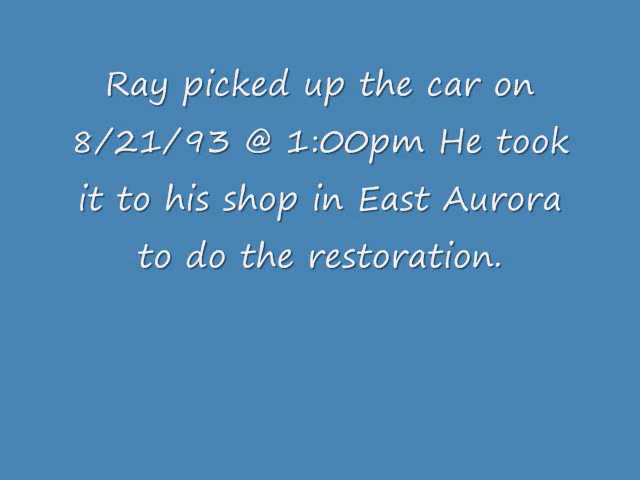 Ray picked up the car on
8/21/93 @ 1:00pm He took
it to his shop in East Aurora
to do the restoration.